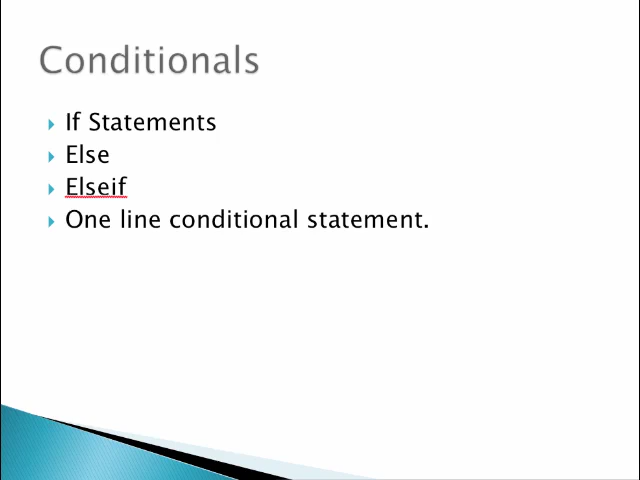 Conditionals
If Statements
Else
Elseif
One line conditional statement.